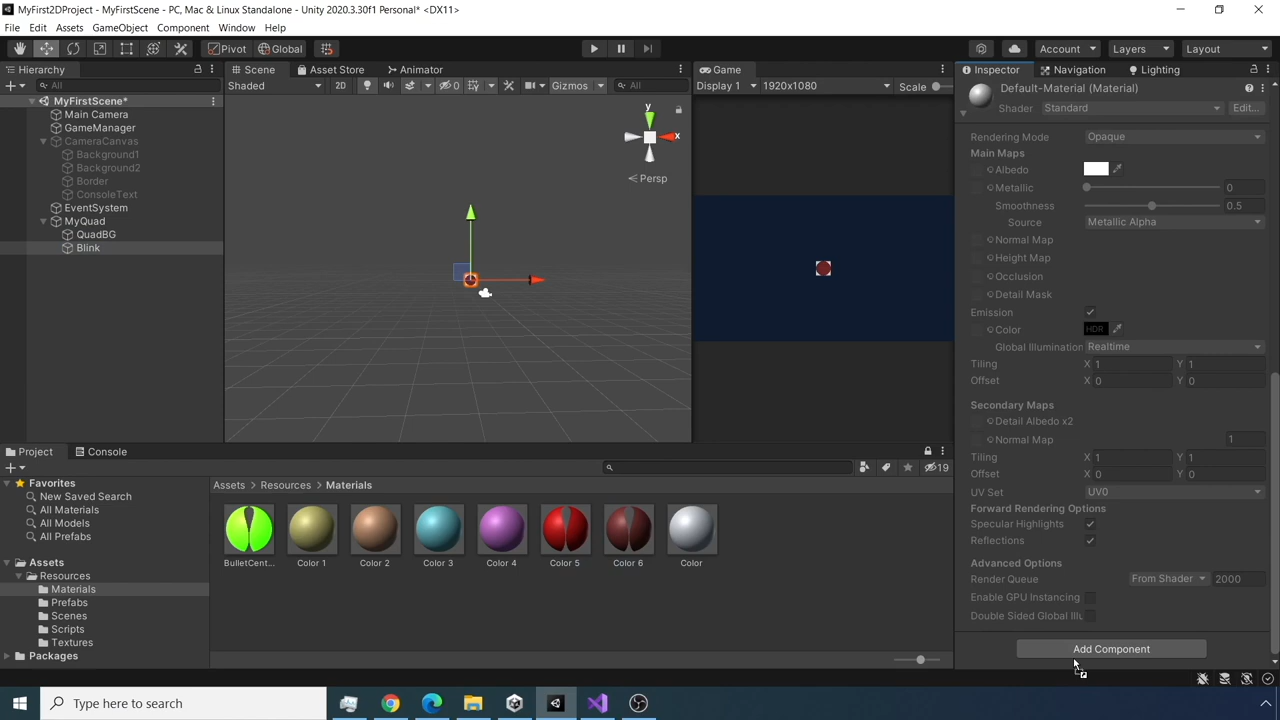 MyFirst2DProject - MyFirstScene - PC, Mac & Linux Standalone - Unity 2020.3.30f1 Personal* <DX11>
File Edit Assets GameObject Component Window Help
Pivot Global Account Layers Layout
Hierarchy
All
MyFirstScene*
Main Camera
GameManager
CameraCanvas
Background1
Background2
Border
ConsoleText
EventSystem
MyQuad
QuadBG
Blink
Scene Asset Store Animator
Shaded 2D 0 Gizmos All
y
x
Persp
Game
Display 1 1920x1080 Scale
Inspector Navigation Lighting
Default-Material (Material)
Shader Standard Edit...
Rendering Mode Opaque
Main Maps
Albedo
Metallic 0
Smoothness 0.5
Source Metallic Alpha
Normal Map
Height Map
Occlusion
Detail Mask
Emission
Color HDR
Global Illumination Realtime
Tiling X 1 Y 1
Offset X 0 Y 0
Secondary Maps
Detail Albedo x2
Normal Map 1
Tiling X 1 Y 1
Offset X 0 Y 0
UV Set UV0
Forward Rendering Options
Specular Highlights
Reflections
Advanced Options
Render Queue From Shader 2000
Enable GPU Instancing
Double Sided Global Illu
Add Component
Project Console
19
Favorites
New Saved Search
All Materials
All Models
All Prefabs
Assets
Resources
Materials
Prefabs
Scenes
Scripts
Textures
Packages
Assets Resources Materials
BulletCent... Color 1 Color 2 Color 3 Color 4 Color 5 Color 6 Color
Type here to search